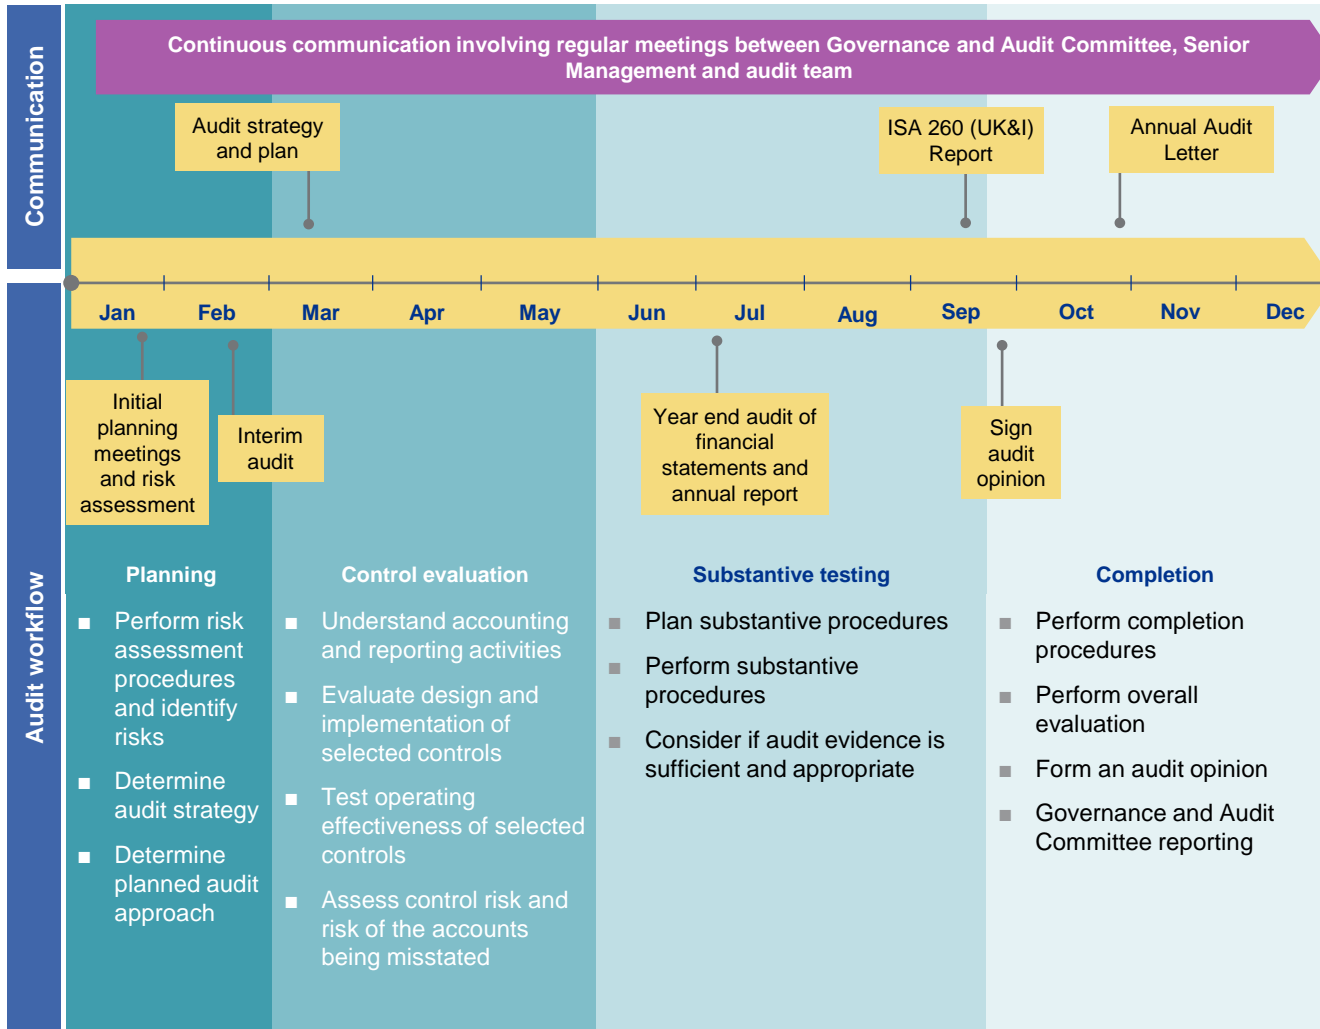 Communication
Continuous communication involving regular meetings between Governance and Audit Committee, Senior
Management and audit team
Audit strategy
and plan
ISA 260 (UK&I)
Report
Annual Audit
Letter
Jan
Feb
Mar
Apr
May
Jun
Jul
Aug
Sep
Oct
Nov
Dec
Audit workflow
Initial
planning
meetings
and risk
assessment
Interim
audit
Year end audit of
financial
statements and
annual report
Sign
audit
opinion
Planning
■ Perform risk
assessment
procedures
and identify
risks
■ Determine
audit strategy
■ Determine
planned audit
approach
Control evaluation
■ Understand accounting
and reporting activities
■ Evaluate design and
implementation of
selected controls
■ Test operating
effectiveness of selected
controls
■ Assess control risk and
risk of the accounts
being misstated
Substantive testing
■ Plan substantive procedures
■ Perform substantive
procedures
■ Consider if audit evidence is
sufficient and appropriate
Completion
■ Perform completion
procedures
■ Perform overall
evaluation
■ Form an audit opinion
■ Governance and Audit
Committee reporting